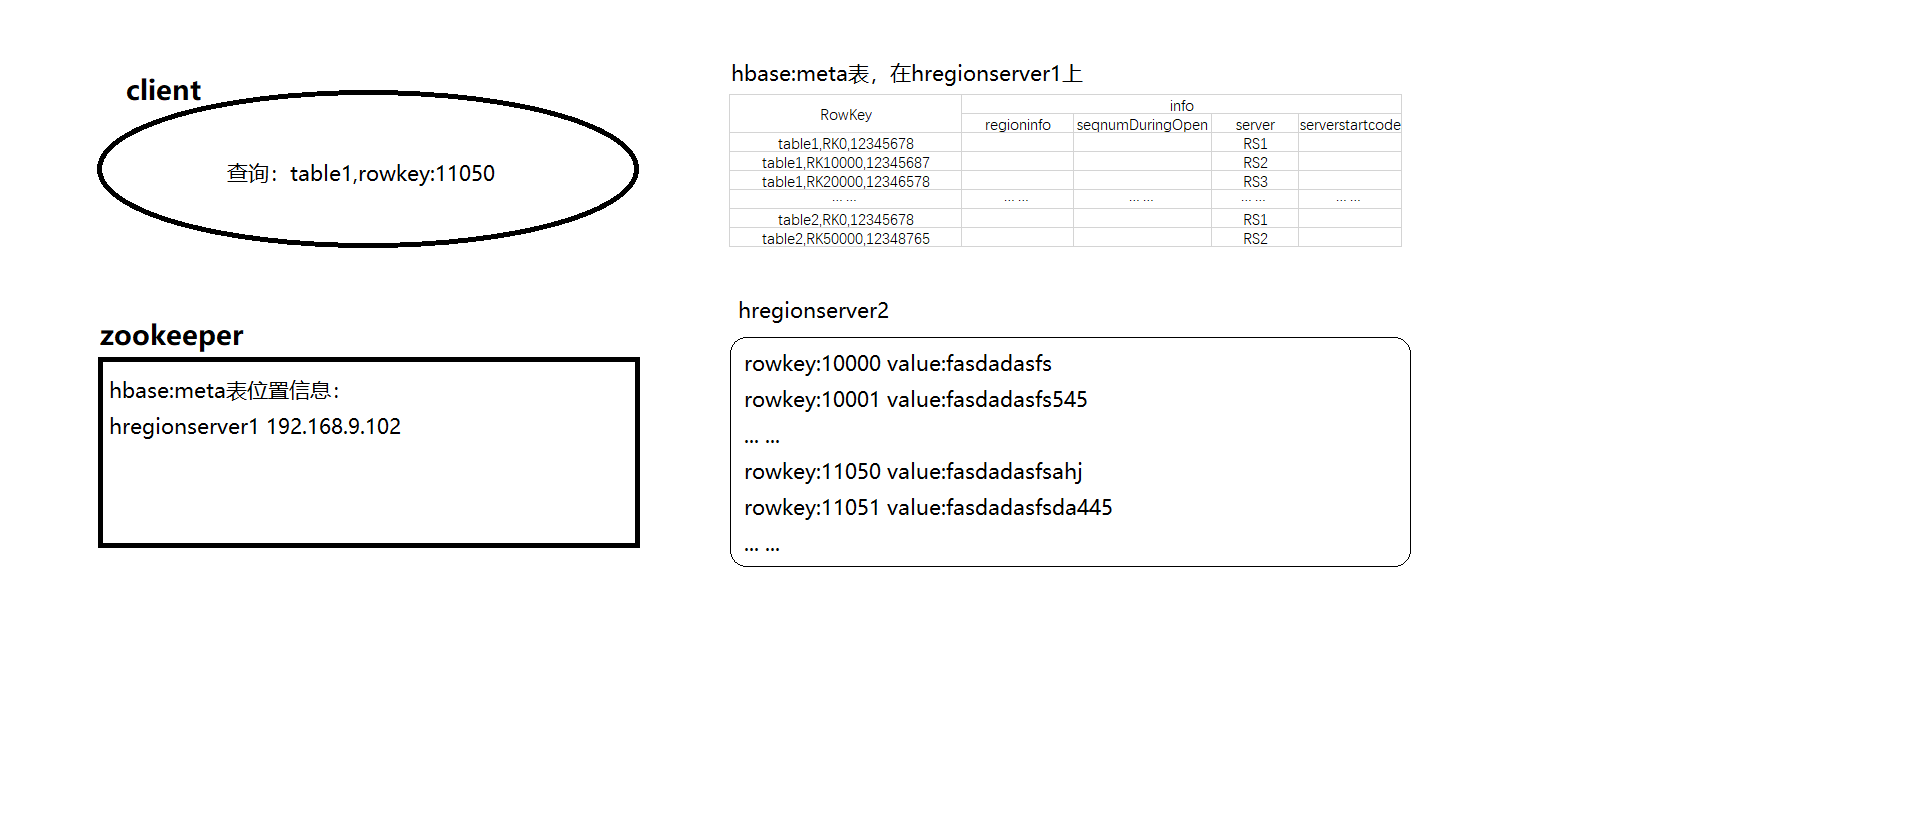 client
查询：table1,rowkey:11050
hbase:meta表，在hregionserver1上
RowKey info
regioninfo seqnumDuringOpen server serverstartcode
table1,RK0,12345678 RS1
table1,RK10000,12345687 RS2
table1,RK20000,12346578 RS3
... ... ... ... ... ... ... ... ... ...
table2,RK0,12345678 RS1
table2,RK50000,12348765 RS2
zookeeper
hbase:meta表位置信息：
hregionserver1 192.168.9.102
hregionserver2
rowkey:10000 value:fasdadasfs
rowkey:10001 value:fasdadasfs545
... ...
rowkey:11050 value:fasdadasfsahj
rowkey:11051 value:fasdadasfsda445
... ...